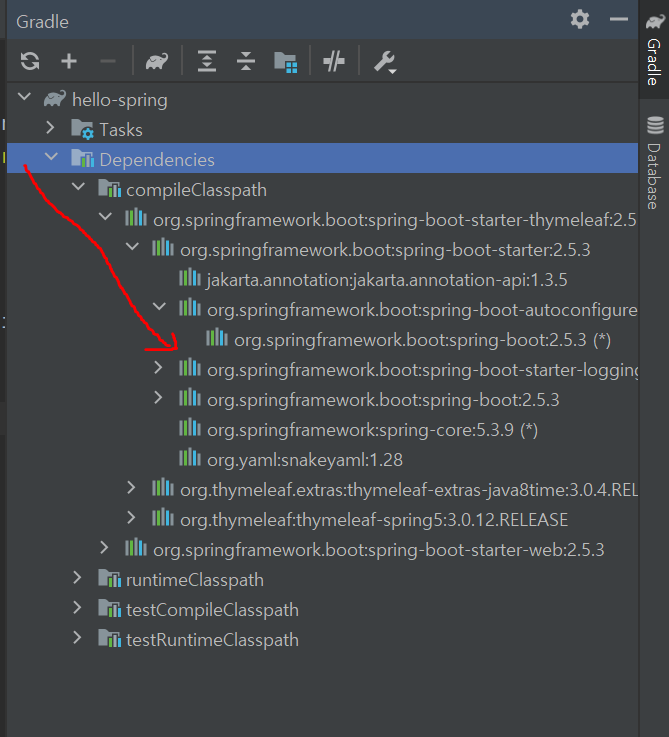 Gradle
hello-spring
Tasks
Dependencies
compileClasspath
org.springframework.boot:spring-boot-starter-thymeleaf:2.5
org.springframework.boot:spring-boot-starter:2.5.3
jakarta.annotation:jakarta.annotation-api:1.3.5
org.springframework.boot:spring-boot-autoconfigure
org.springframework.boot:spring-boot:2.5.3 (*)
org.springframework.boot:spring-boot-starter-logging
org.springframework.boot:spring-boot:2.5.3
org.springframework:spring-core:5.3.9 (*)
org.yaml:snakeyaml:1.28
org.thymeleaf.extras:thymeleaf-extras-java8time:3.0.4.REL
org.thymeleaf:thymeleaf-spring5:3.0.12.RELEASE
org.springframework.boot:spring-boot-starter-web:2.5.3
runtimeClasspath
testCompileClasspath
testRuntimeClasspath
Gradle
Database